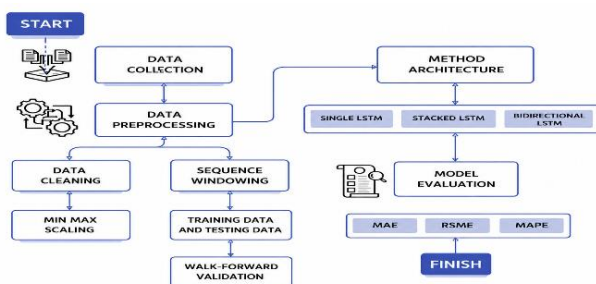 START
DATA
COLLECTION
DATA
PREPROCESSING
DATA
CLEANING
SEQUENCE
WINDOWING
MIN MAX
SCALING
TRAINING DATA
AND TESTING DATA
WALK-FORWARD
VALIDATION
METHOD
ARCHITECTURE
SINGLE LSTM
STACKED LSTM
BIDIRECTIONAL
LSTM
MODEL
EVALUATION
MAE
RSME
MAPE
FINISH